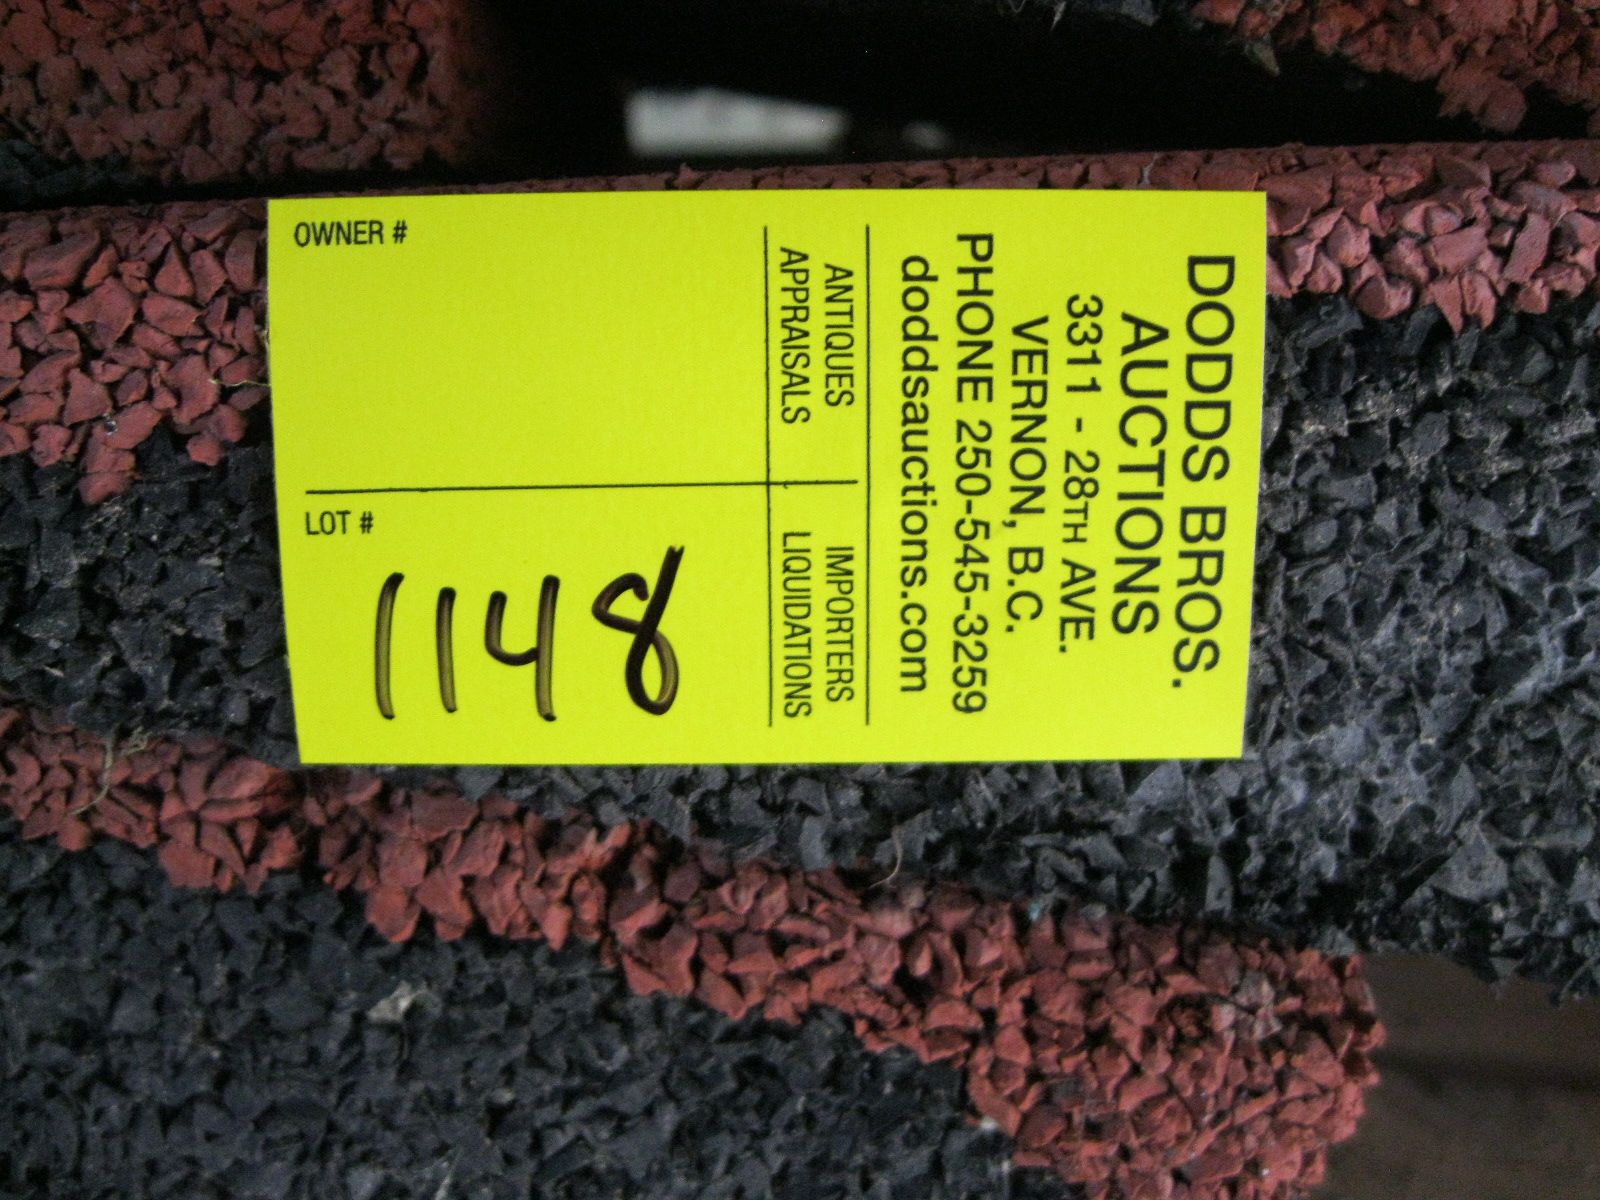 DODDS BROS.
AUCTIONS
3311 - 28TH AVE.
VERNON, B.C.
PHONE 250-545-3259
doddsauctions.com
ANTIQUES
APPRAISALS
IMPORTERS
LIQUIDATIONS
OWNER #
LOT #
1148